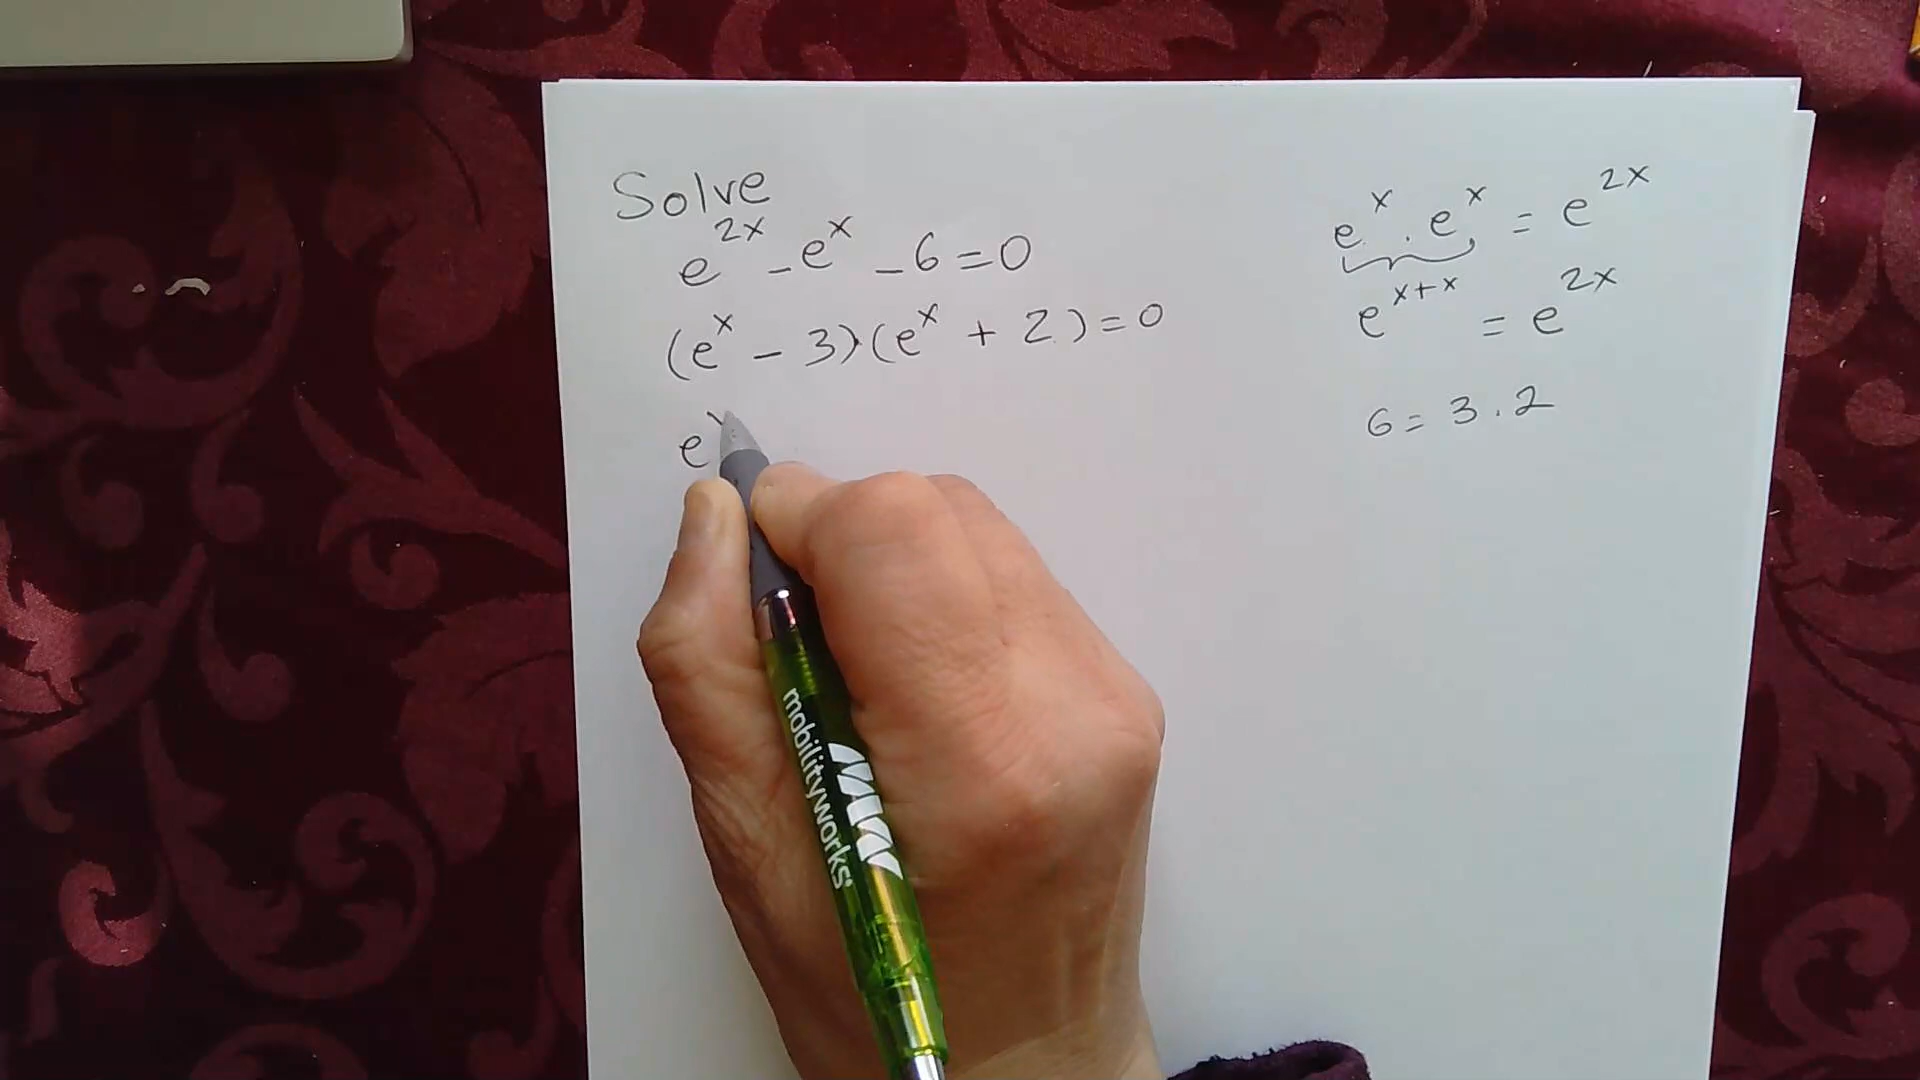 Solve
e^2x - e^x - 6 = 0
(e^x - 3) · (e^x + 2) = 0
e
e^x · e^x = e^2x
e^x+x = e^2x
6 = 3 . 2
mobilityworks